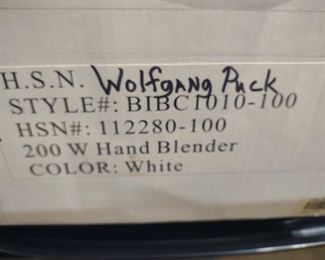 H.S.N. Wolfgang Puck
STYLE#: BIBC1010-100
HSN#: 112280-100
200 W Hand Blender
COLOR: White